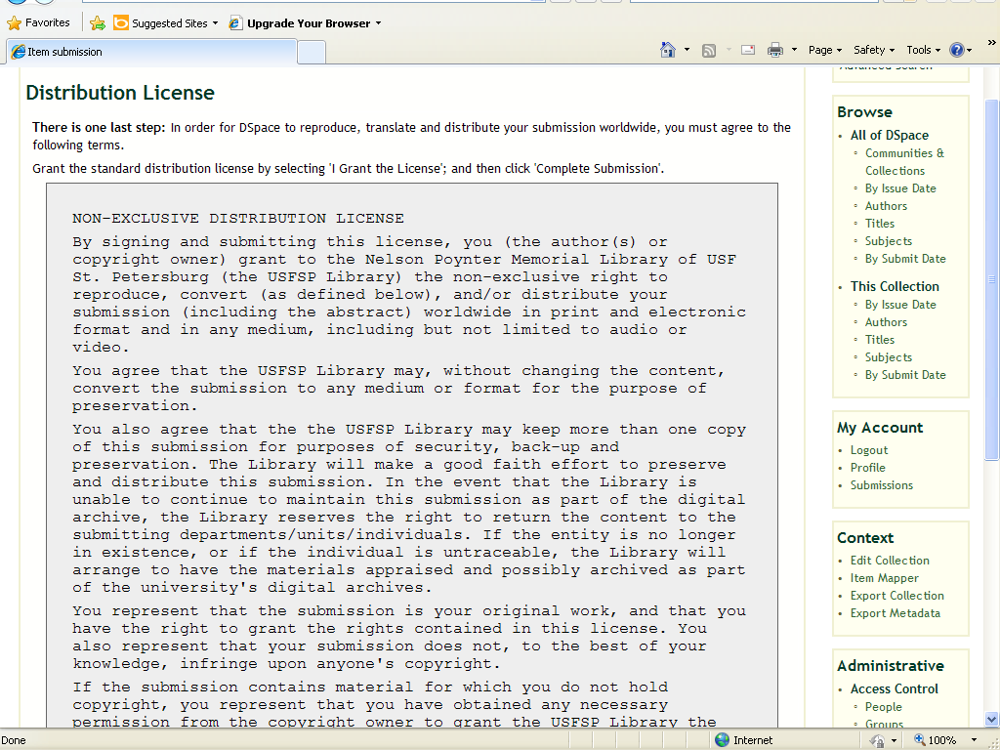 Favorites
Suggested Sites
Upgrade Your Browser
Item submission
Page
Safety
Tools
»
Distribution License
There is one last step: In order for DSpace to reproduce, translate and distribute your submission worldwide, you must agree to the
following terms.
Grant the standard distribution license by selecting 'I Grant the License'; and then click 'Complete Submission'.
NON-EXCLUSIVE DISTRIBUTION LICENSE
By signing and submitting this license, you (the author(s) or
copyright owner) grant to the Nelson Poynter Memorial Library of USF
St. Petersburg (the USFSP Library) the non-exclusive right to
reproduce, convert (as defined below), and/or distribute your
submission (including the abstract) worldwide in print and electronic
format and in any medium, including but not limited to audio or
video.
You agree that the USFSP Library may, without changing the content,
convert the submission to any medium or format for the purpose of
preservation.
You also agree that the the USFSP Library may keep more than one copy
of this submission for purposes of security, back-up and
preservation. The Library will make a good faith effort to preserve
and distribute this submission. In the event that the Library is
unable to continue to maintain this submission as part of the digital
archive, the Library reserves the right to return the content to the
submitting departments/units/individuals. If the entity is no longer
in existence, or if the individual is untraceable, the Library will
arrange to have the materials appraised and possibly archived as part
of the university's digital archives.
You represent that the submission is your original work, and that you
have the right to grant the rights contained in this license. You
also represent that your submission does not, to the best of your
knowledge, infringe upon anyone's copyright.
If the submission contains material for which you do not hold
copyright, you represent that you have obtained any necessary
permission from the copyright owner to grant the USFSP Library the
Advanced Search
Browse
All of DSpace
Communities &
Collections
By Issue Date
Authors
Titles
Subjects
By Submit Date
This Collection
By Issue Date
Authors
Titles
Subjects
By Submit Date
My Account
Logout
Profile
Submissions
Context
Edit Collection
Item Mapper
Export Collection
Export Metadata
Administrative
Access Control
People
Groups
Done
Internet
100%